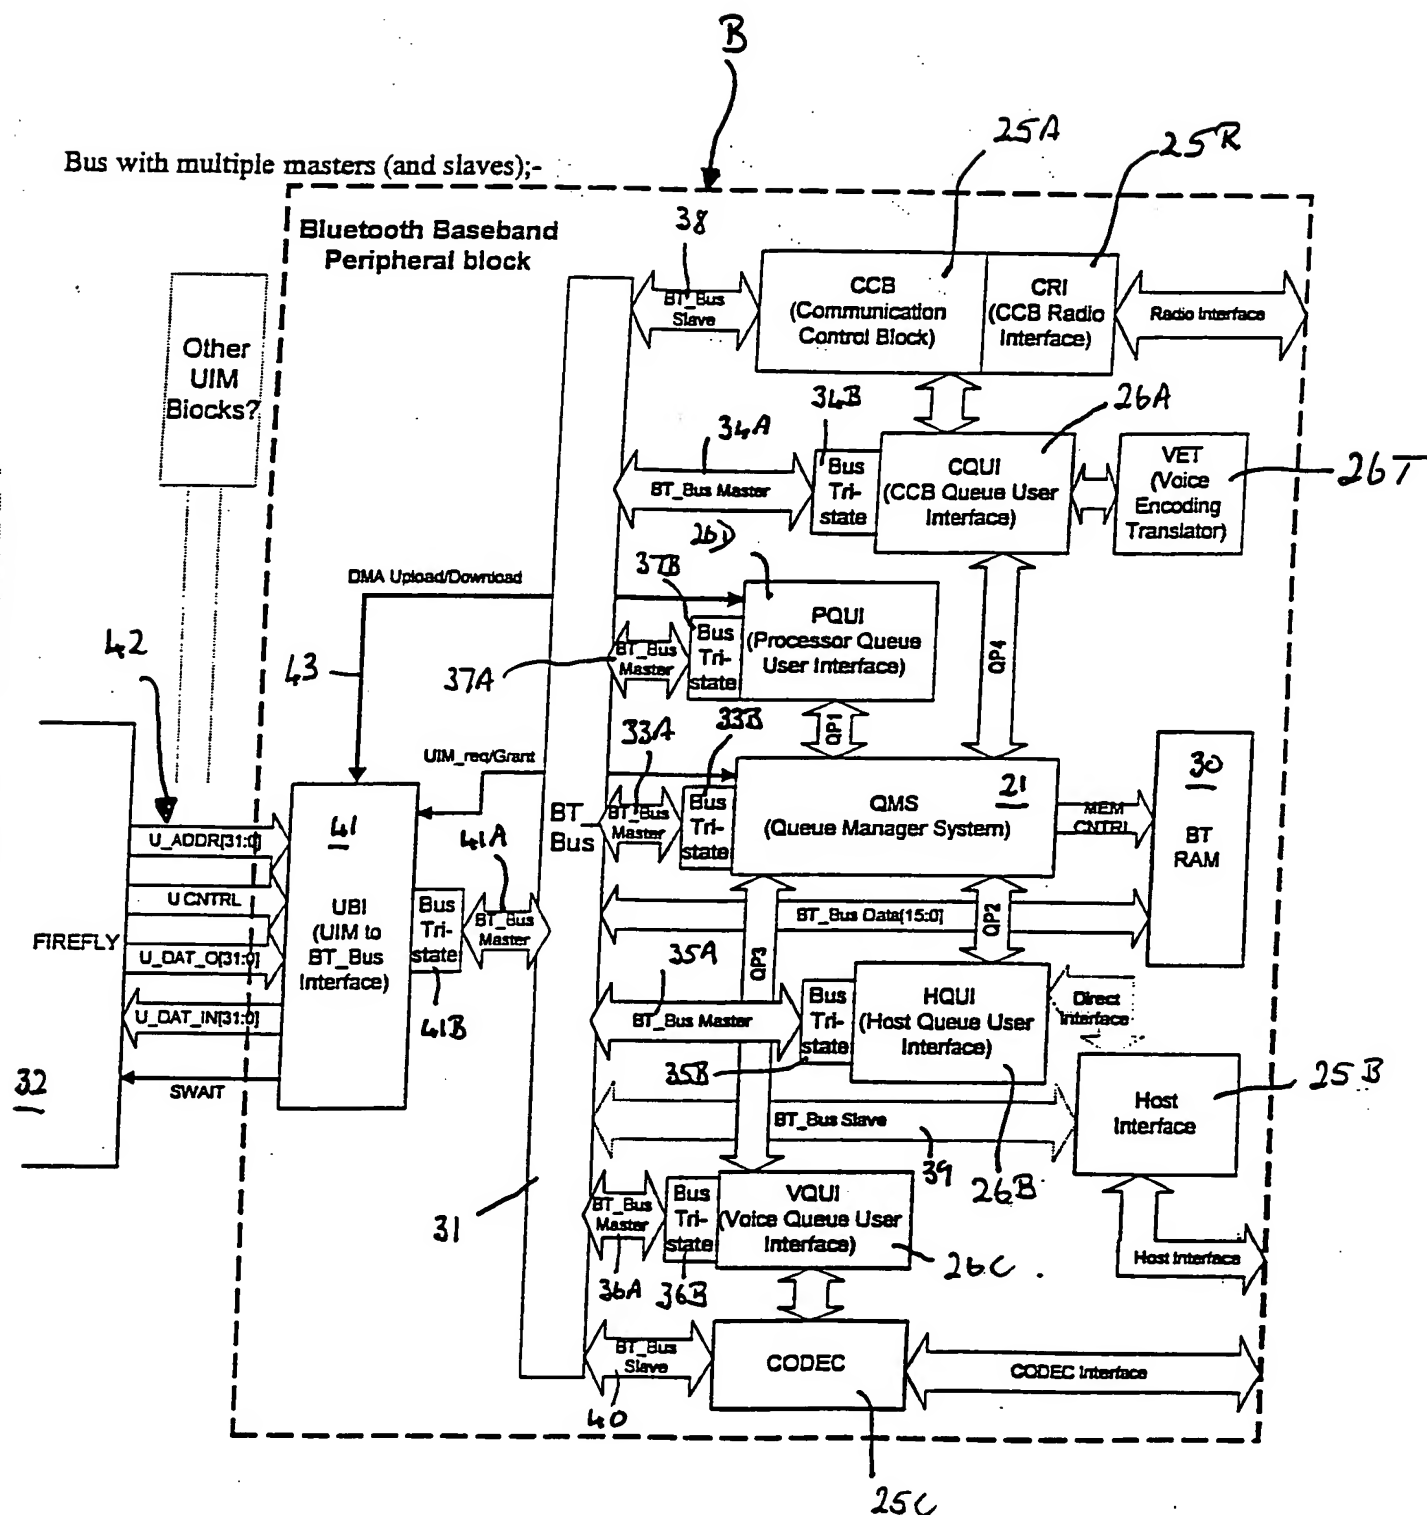 B
Bus with multiple masters (and slaves);-
25A
25R
Bluetooth Baseband
Peripheral block
38
BT_Bus
Slave
CCB
(Communication
Control Block)
CRI
(CCB Radio
Interface)
Radio Interface
Other
UIM
Blocks?
34A
34B
26A
BT_Bus Master
Bus
Tri-
state
CQUI
(CCB Queue User
Interface)
VET
(Voice
Encoding
Translator)
26T
26D
37B
DMA Upload/Download
PQUI
(Processor Queue
User Interface)
Bus
Tri-
state
BT_Bus
Master
37A
42
43
QP4
QP1
33A
33B
UIM_req/Grant
QMS
(Queue Manager System)
21
Bus
Tri-
state
BT_Bus
Master
BT_
Bus
MEM
CNTRL
30
BT
RAM
U_ADDR[31:0]
U CNTRL
FIREFLY
U_DAT_O[31:0]
U_DAT_IN[31:0]
SWAIT
32
41
UBI
(UIM to
BT_Bus
Interface)
Bus
Tri-
state
41A
BT_Bus
Master
41B
BT_Bus Data[15:0]
QP2
QP3
35A
BT_Bus Master
Bus
Tri-
state
35B
HQUI
(Host Queue User
Interface)
Direct
Interface
25B
Host
Interface
BT_Bus Slave
39
26B
31
BT_Bus
Master
Bus
Tri-
state
VQUI
(Voice Queue User
Interface)
Host Interface
36A
36B
26C
BT_Bus
Slave
40
CODEC
CODEC Interface
25C